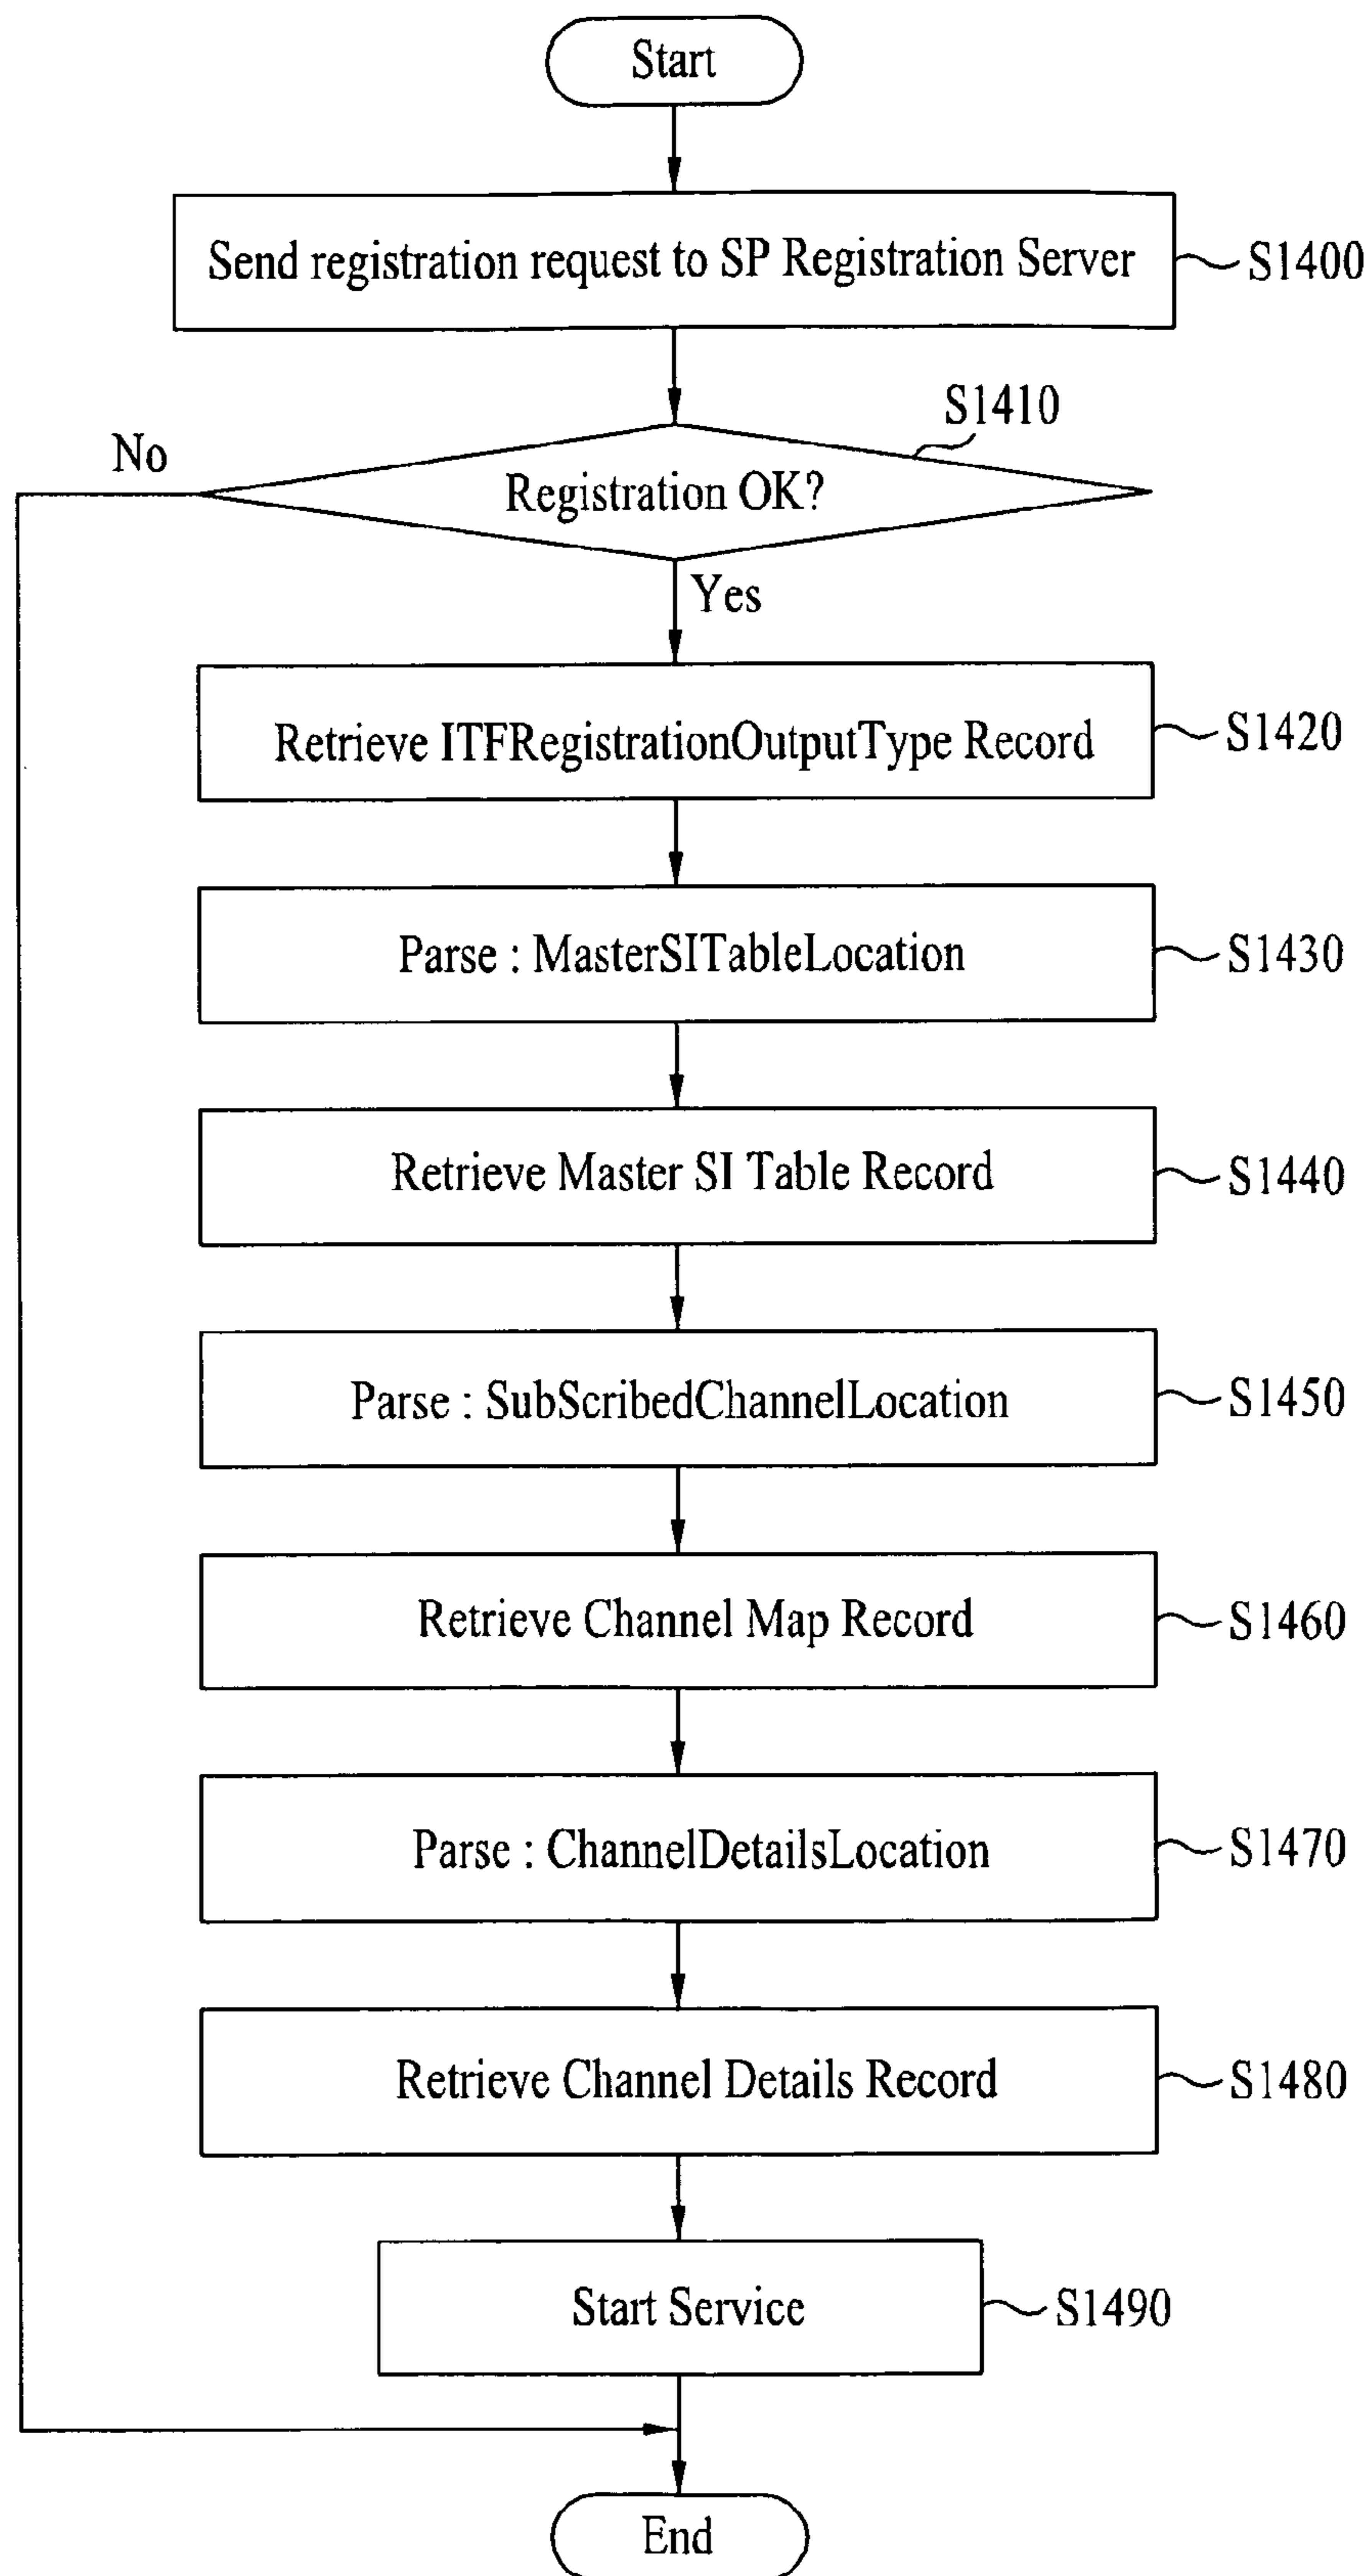 Start
Send registration request to SP Registration Server
S1400
S1410
No
Registration OK?
Yes
Retrieve ITFRegistrationOutputType Record
S1420
Parse : MasterSITableLocation
S1430
Retrieve Master SI Table Record
S1440
Parse : SubScribedChannelLocation
S1450
Retrieve Channel Map Record
S1460
Parse : ChannelDetailsLocation
S1470
Retrieve Channel Details Record
S1480
Start Service
S1490
End